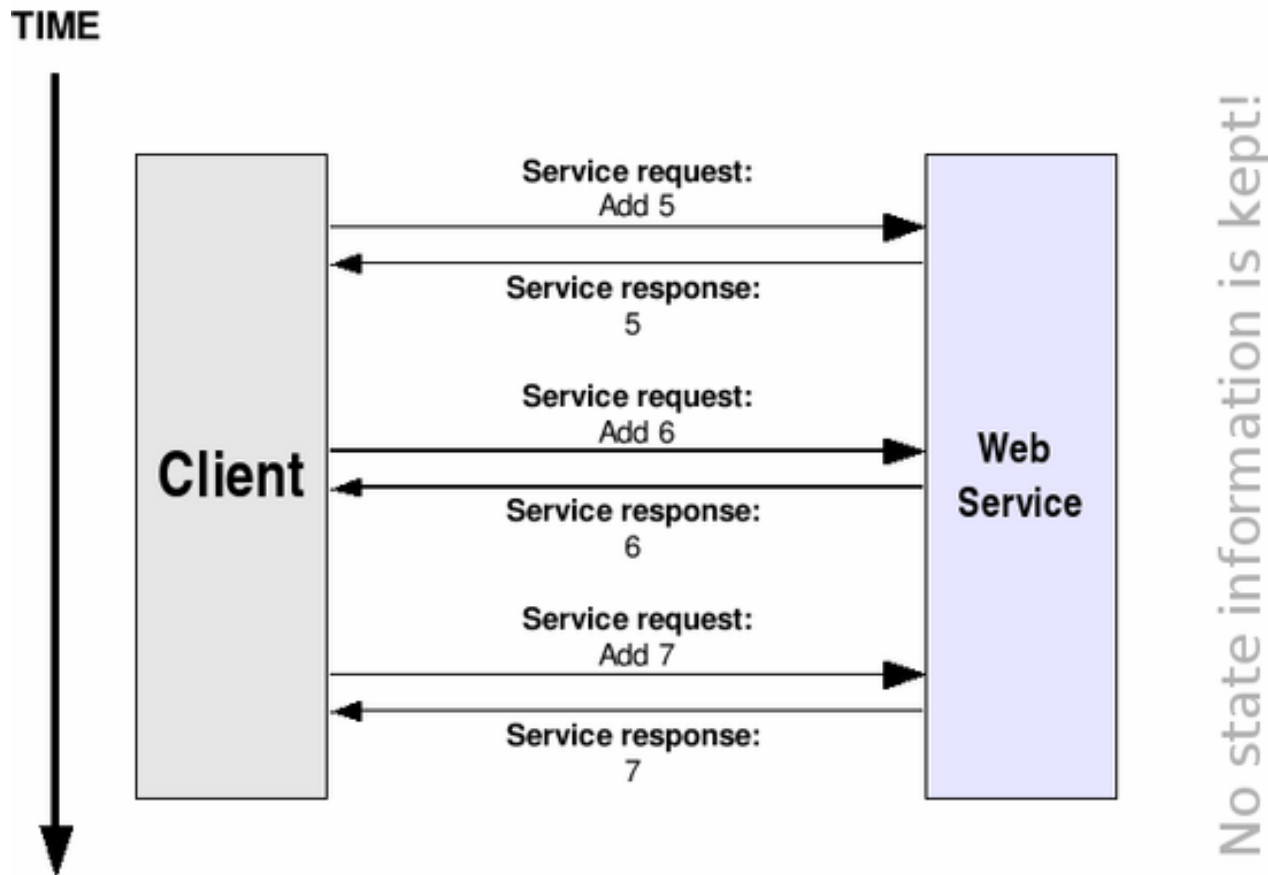 TIME
Service request:
Add 5
Service response:
5
Service request:
Add 6
Client
Web
Service
Service response:
6
Service request:
Add 7
Service response:
7
No state information is kept!